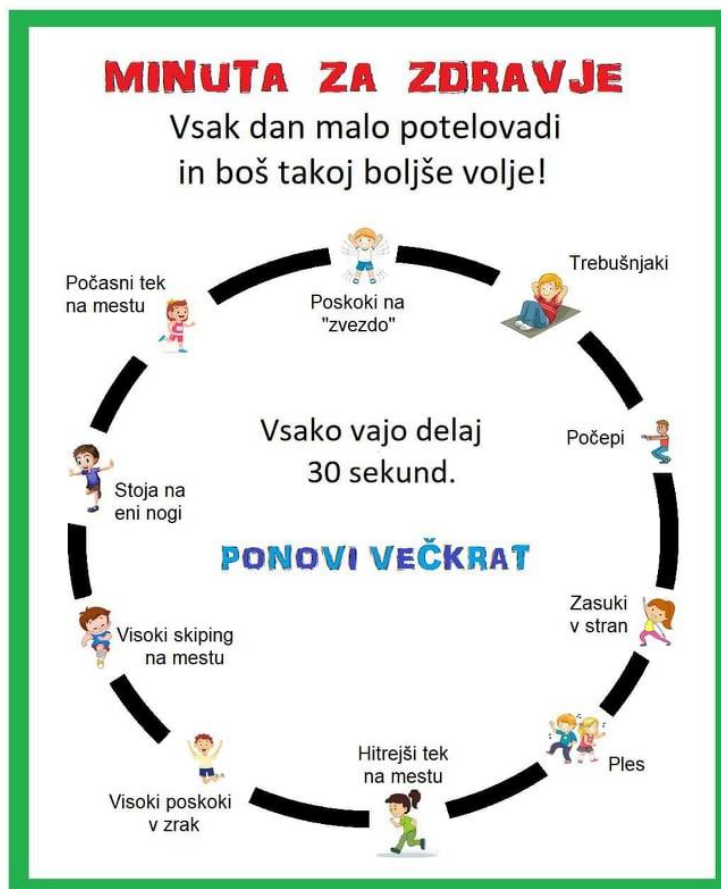 MINUTA ZA ZDRAVJE
Vsak dan malo potelovadi
in boš takoj boljše volje!
Poskoki na
"zvezdo"
Trebušnjaki
Počepi
Zasuki
v stran
Ples
Hitrejši tek
na mestu
Visoki poskoki
v zrak
Visoki skiping
na mestu
Stoja na
eni nogi
Počasni tek
na mestu
Vsako vajo delaj
30 sekund.
PONOVI VEČKRAT